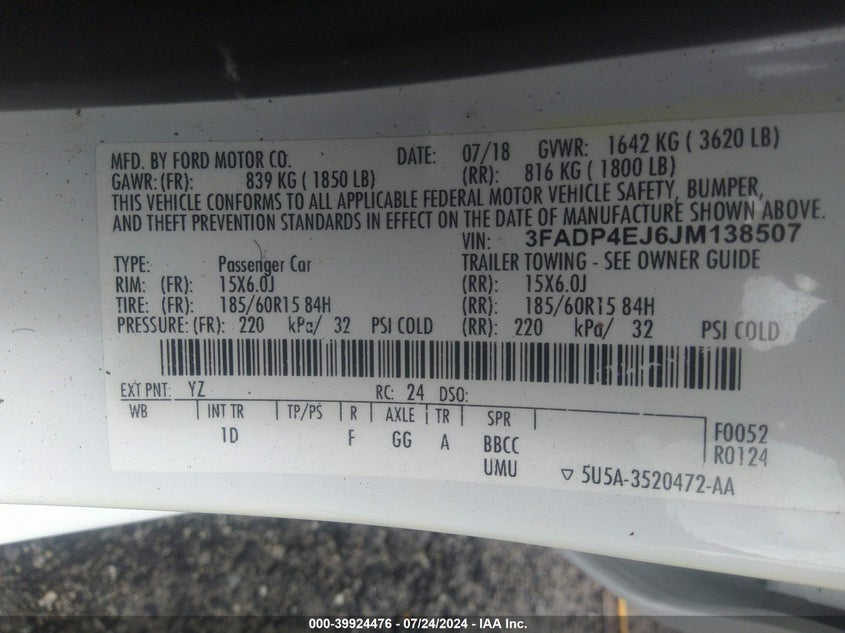 MFD. BY FORD MOTOR CO. DATE: 07/18 GVWR: 1642 KG ( 3620 LB)
GAWR: (FR): 839 KG ( 1850 LB) (RR): 816 KG ( 1800 LB)
THIS VEHICLE CONFORMS TO ALL APPLICABLE FEDERAL MOTOR VEHICLE SAFETY, BUMPER,
AND THEFT PREVENTION STANDARDS IN EFFECT ON THE DATE OF MANUFACTURE SHOWN ABOVE.
VIN: 3FADP4EJ6JM138507
TYPE: Passenger Car TRAILER TOWING - SEE OWNER GUIDE
RIM: (FR): 15X6.0J (RR): 15X6.0J
TIRE: (FR): 185/60R15 84H (RR): 185/60R15 84H
PRESSURE: (FR): 220 kPa/ 32 PSI COLD (RR): 220 kPa/ 32 PSI COLD
EXT PNT: YZ RC: 24 DSO:
WB INT TR TP/PS R AXLE TR SPR
1D F GG A BBCC
UMU
F0052
R0124
▽ 5U5A-3520472-AA
000-39924476 - 07/24/2024 - IAA Inc.